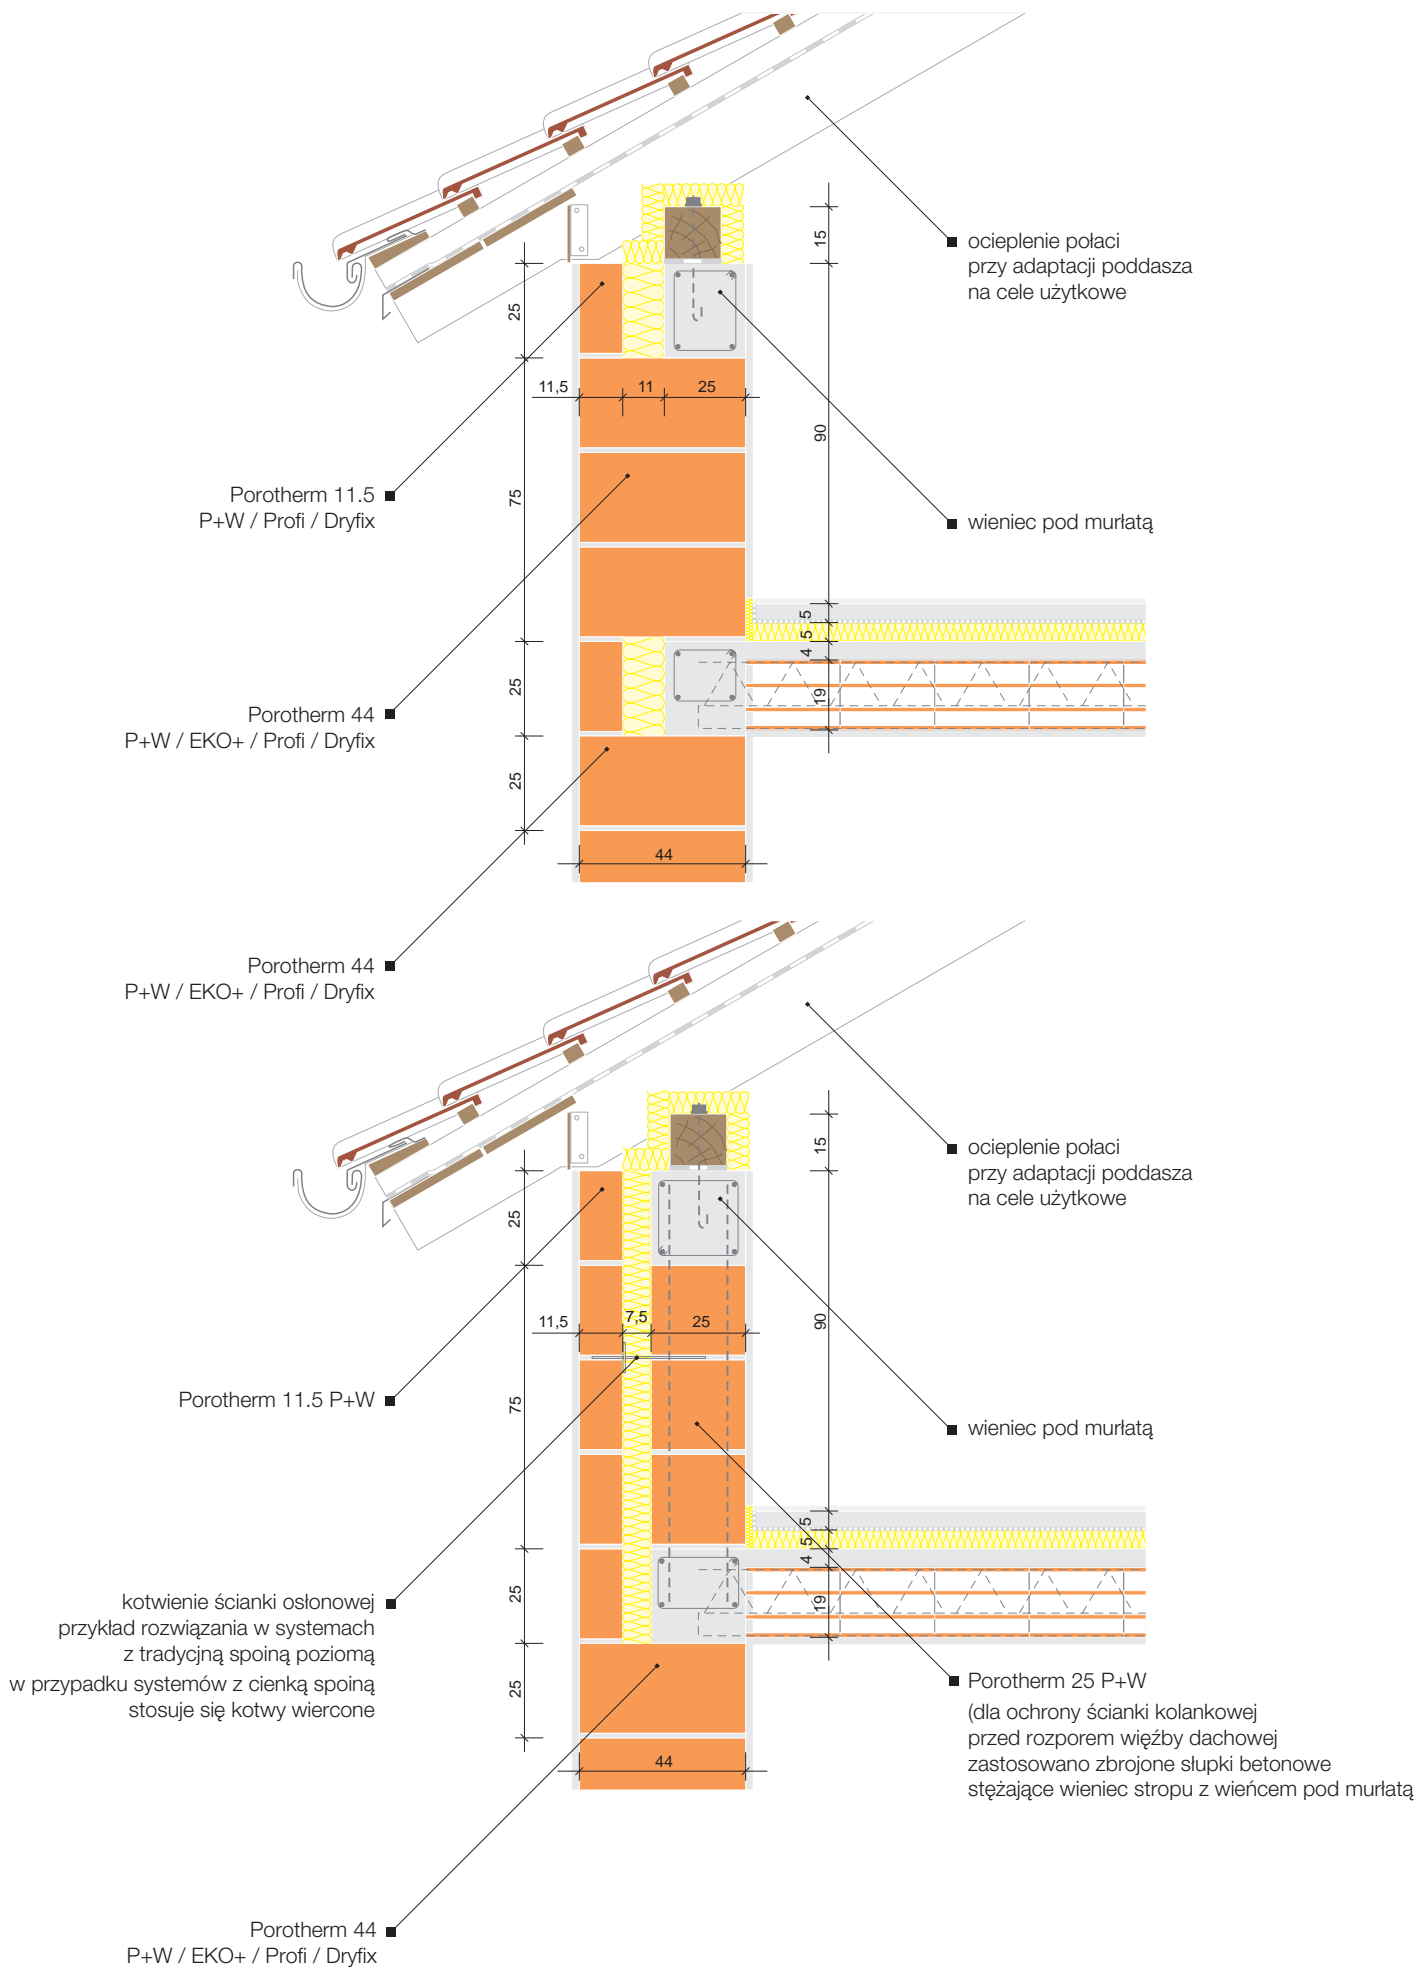 15
ocieplenie połaci
przy adaptacji poddasza
na cele użytkowe
25
11,5
11
25
90
Porotherm 11.5
P+W / Profi / Dryfix
75
wieniec pod murłatą
5
5
4
25
19
Porotherm 44
P+W / EKO+ / Profi / Dryfix
25
44
Porotherm 44
P+W / EKO+ / Profi / Dryfix
15
ocieplenie połaci
przy adaptacji poddasza
na cele użytkowe
25
11,5
7,5
25
90
Porotherm 11.5 P+W
75
wieniec pod murłatą
5
5
4
25
19
kotwienie ścianki osłonowej
przykład rozwiązania w systemach
z tradycjną spoiną poziomą
w przypadku systemów z cienką spoiną
stosuje się kotwy wiercone
25
Porotherm 25 P+W
(dla ochrony ścianki kolankowej
przed rozporem więźby dachowej
zastosowano zbrojone słupki betonowe
stężające wieniec stropu z wieńcem pod murłatą
44
Porotherm 44
P+W / EKO+ / Profi / Dryfix